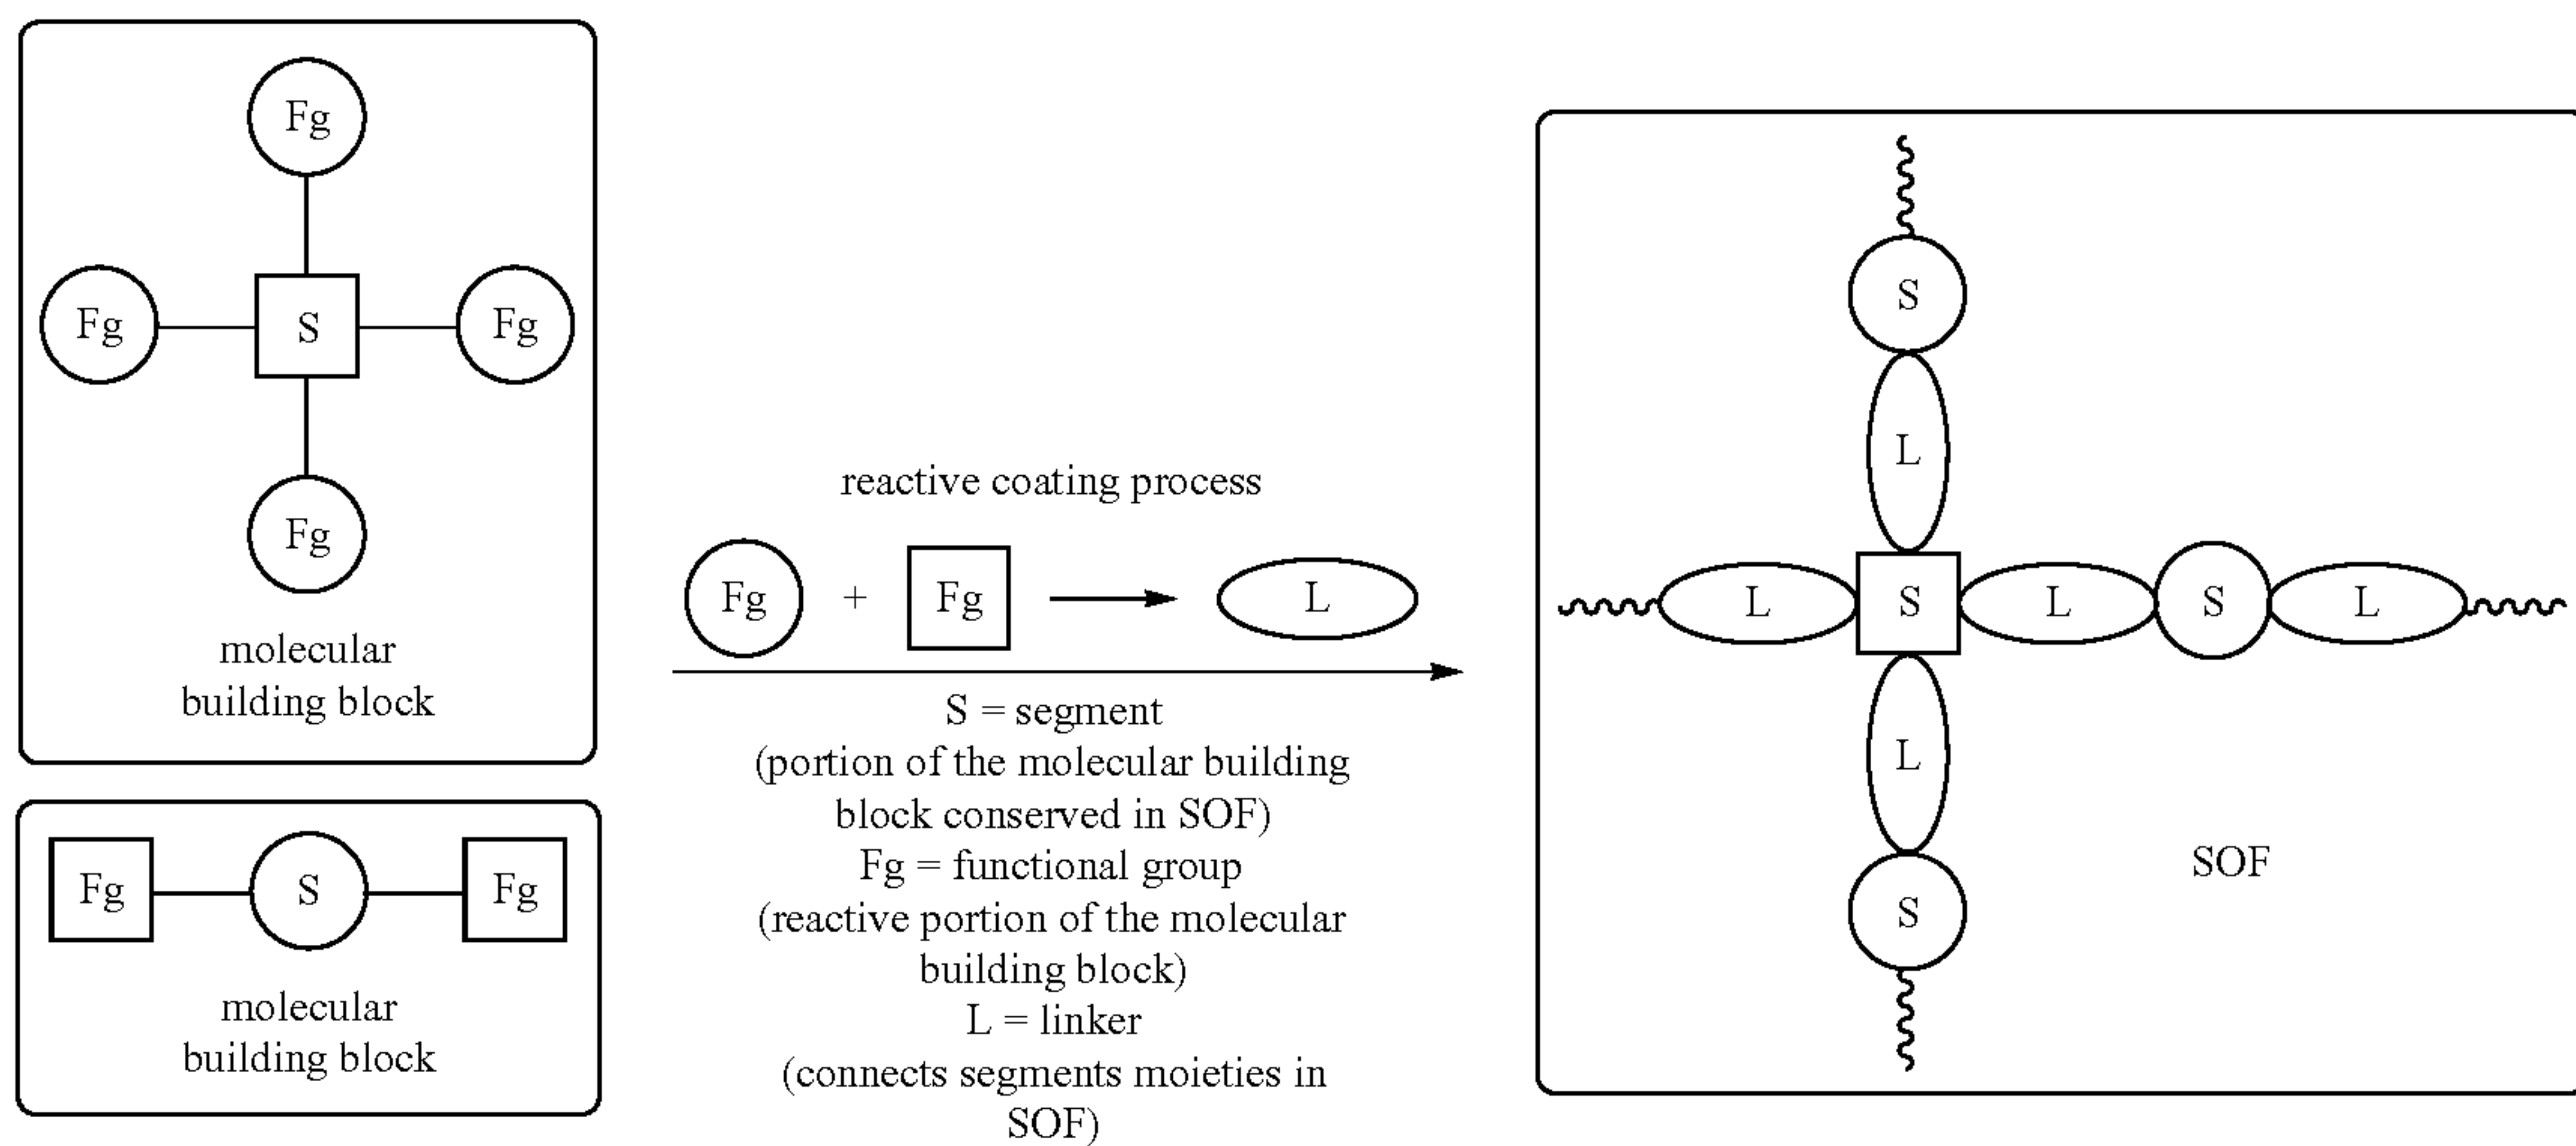 Fg
Fg S Fg
Fg
molecular
building block
Fg S Fg
molecular
building block
reactive coating process
Fg + Fg L
S = segment
(portion of the molecular building
block conserved in SOF)
Fg = functional group
(reactive portion of the molecular
building block)
L = linker
(connects segments moieties in
SOF)
S
L
L S L S L
L
S
SOF